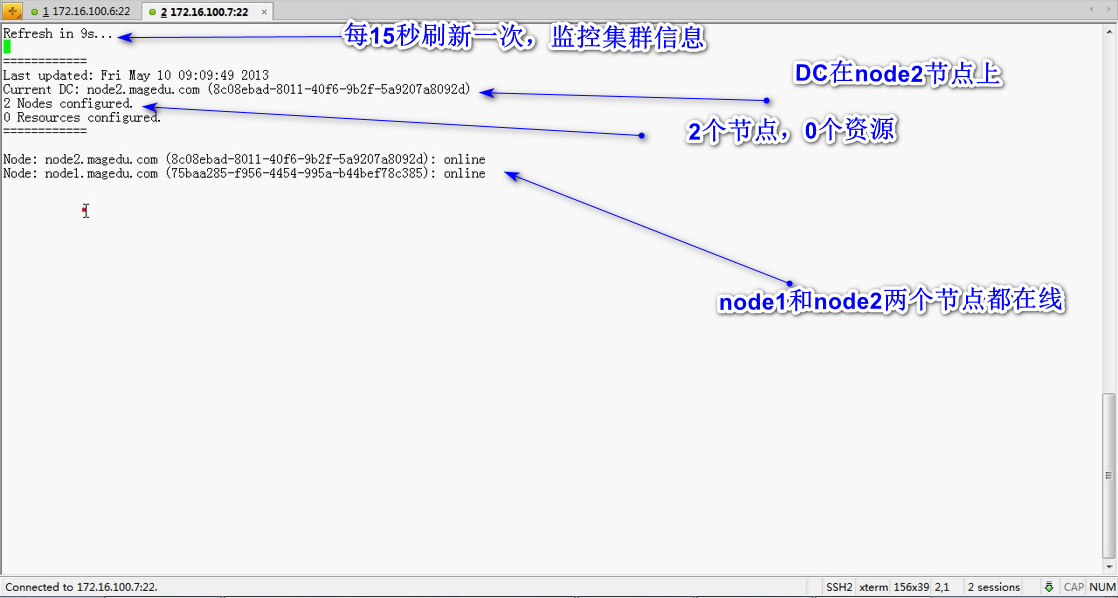 1 172.16.100.6:22
2 172.16.100.7:22 ×
Refresh in 9s...
每15秒刷新一次，监控集群信息
============
Last updated: Fri May 10 09:09:49 2013
DC在node2节点上
Current DC: node2.magedu.com (8c08ebad-8011-40f6-9b2f-5a9207a8092d)
2 Nodes configured.
0 Resources configured.
2个节点，0个资源
============
Node: node2.magedu.com (8c08ebad-8011-40f6-9b2f-5a9207a8092d): online
Node: node1.magedu.com (75baa285-f956-4454-995a-b44bef78c385): online
node1和node2两个节点都在线
Connected to 172.16.100.7:22. SSH2 xterm 156x39 2,1 2 sessions CAP NUM